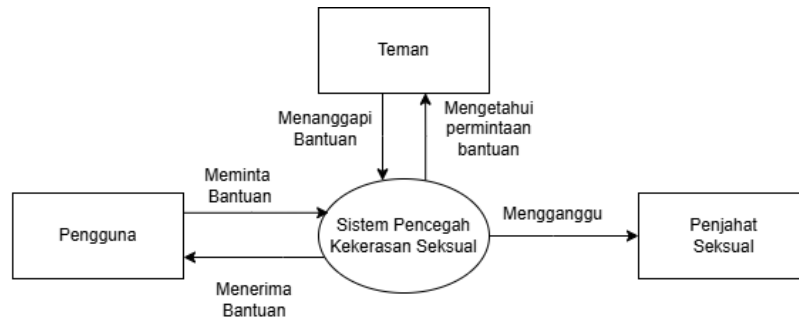 Teman
Menanggapi
Bantuan
Mengetahui
permintaan
bantuan
Meminta
Bantuan
Pengguna
Sistem Pencegah
Kekerasan Seksual
Mengganggu
Penjahat
Seksual
Menerima
Bantuan